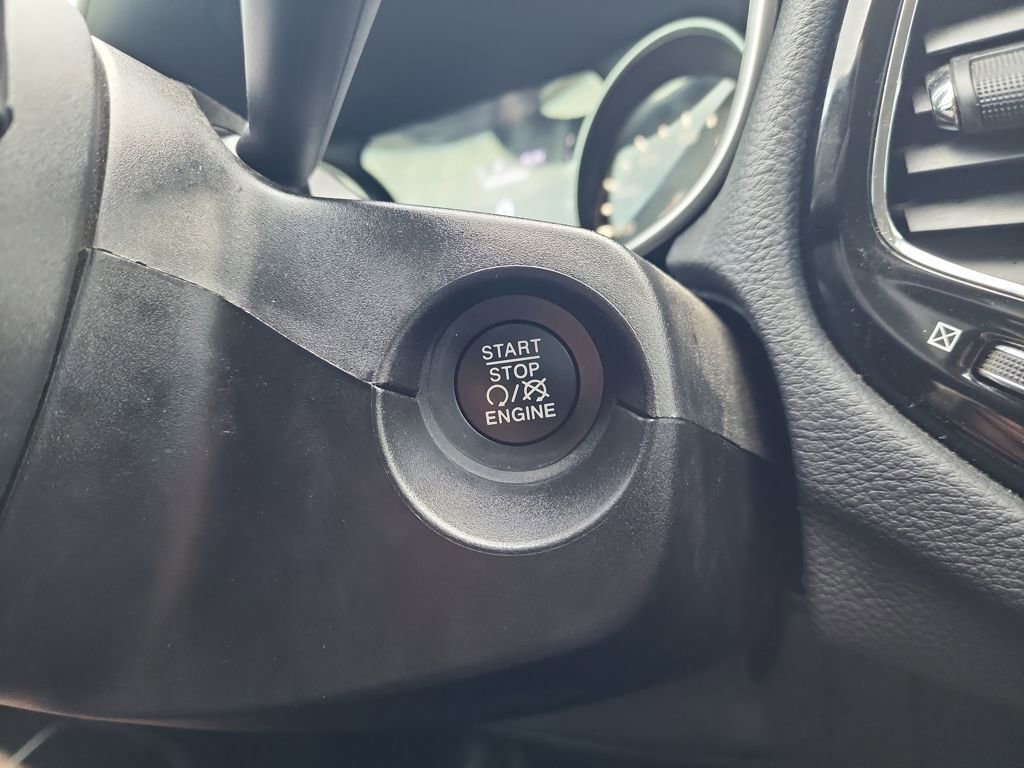 START
STOP
/
ENGINE